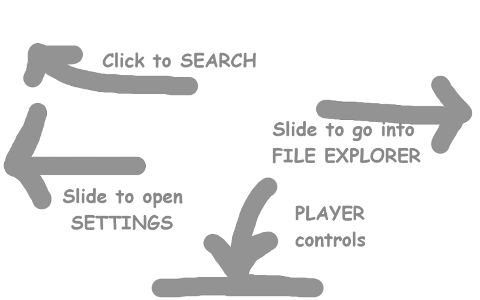 Click to SEARCH
Slide to go into
FILE EXPLORER
Slide to open
SETTINGS
PLAYER
controls